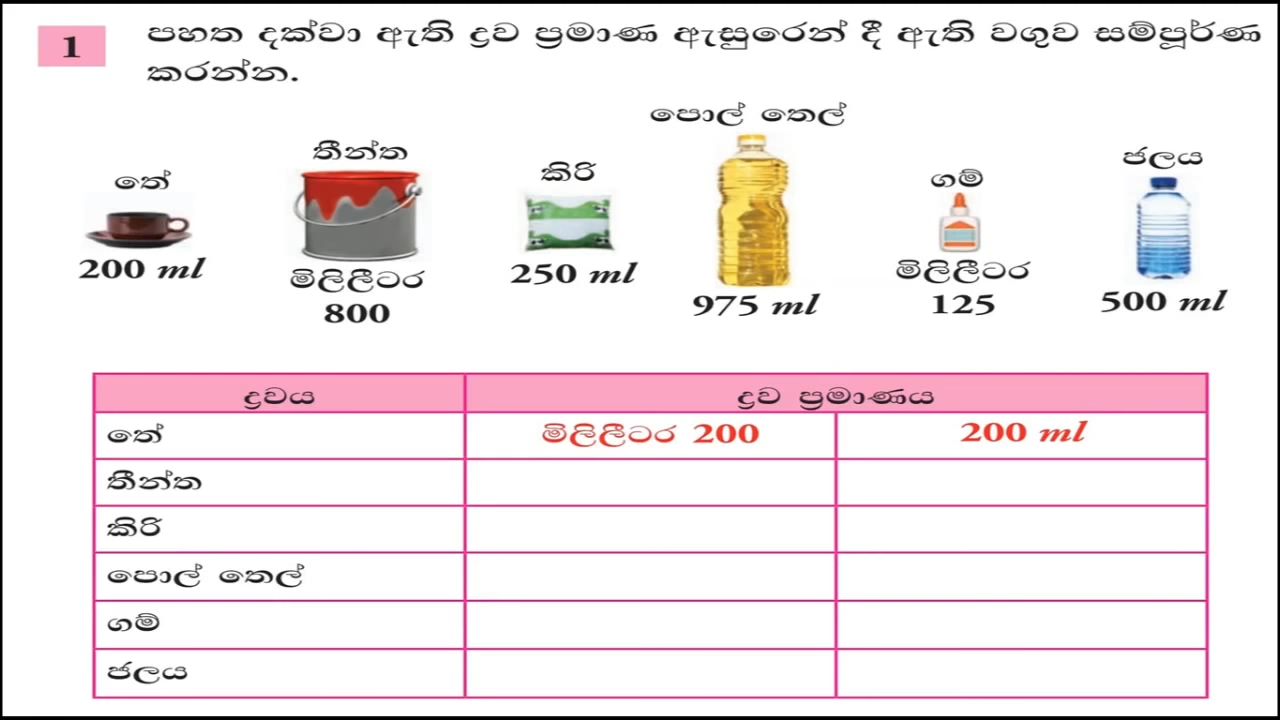 1 පහත දක්වා ඇති ද්‍රව ප්‍රමාණ ඇසුරෙන් දී ඇති වගුව සම්පූර්ණ
කරන්න.
තේ
200 ml
තීන්ත
මිලිලීටර
800
කිරි
250 ml
පොල් තෙල්
975 ml
ගම්
මිලිලීටර
125
ජලය
500 ml
ද්‍රවය ද්‍රව ප්‍රමාණය
තේ මිලිලීටර 200 200 ml
තීන්ත
කිරි
පොල් තෙල්
ගම්
ජලය